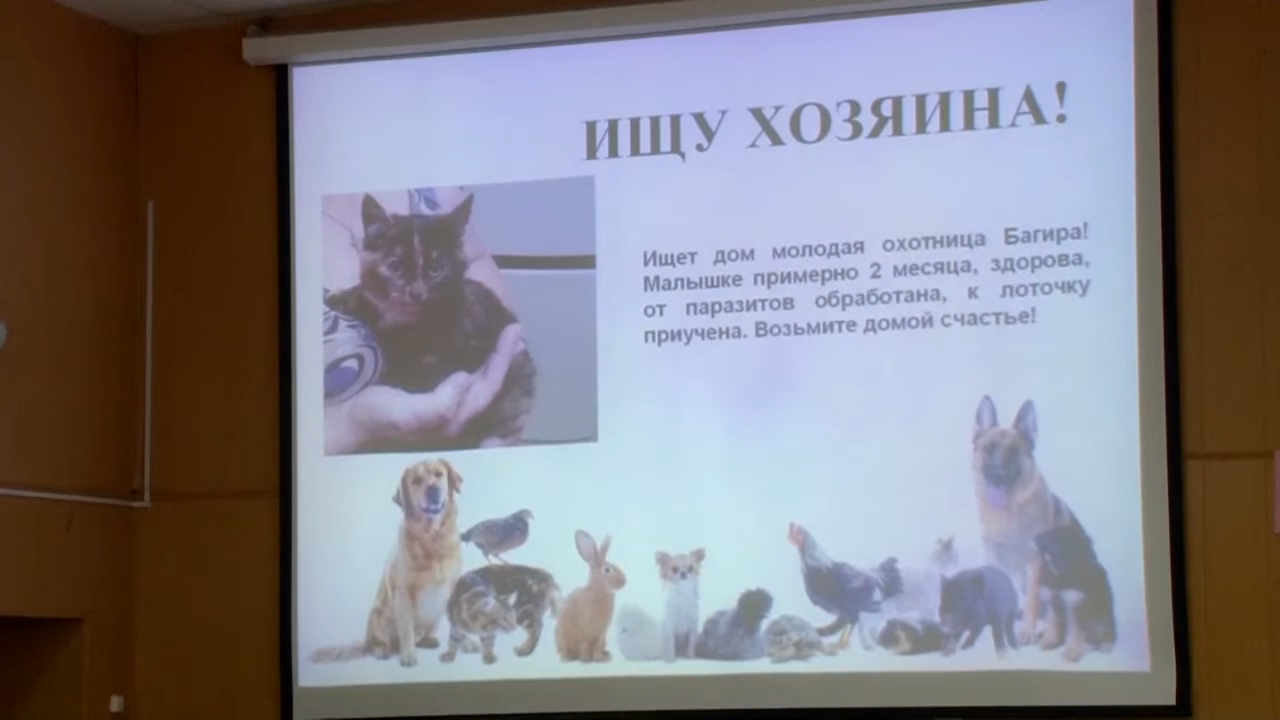 ИЩУ ХОЗЯИНА!
Ищет дом молодая охотница Багира!
Малышке примерно 2 месяца, здорова,
от паразитов обработана, к лоточку
приучена. Возьмите домой счастье!